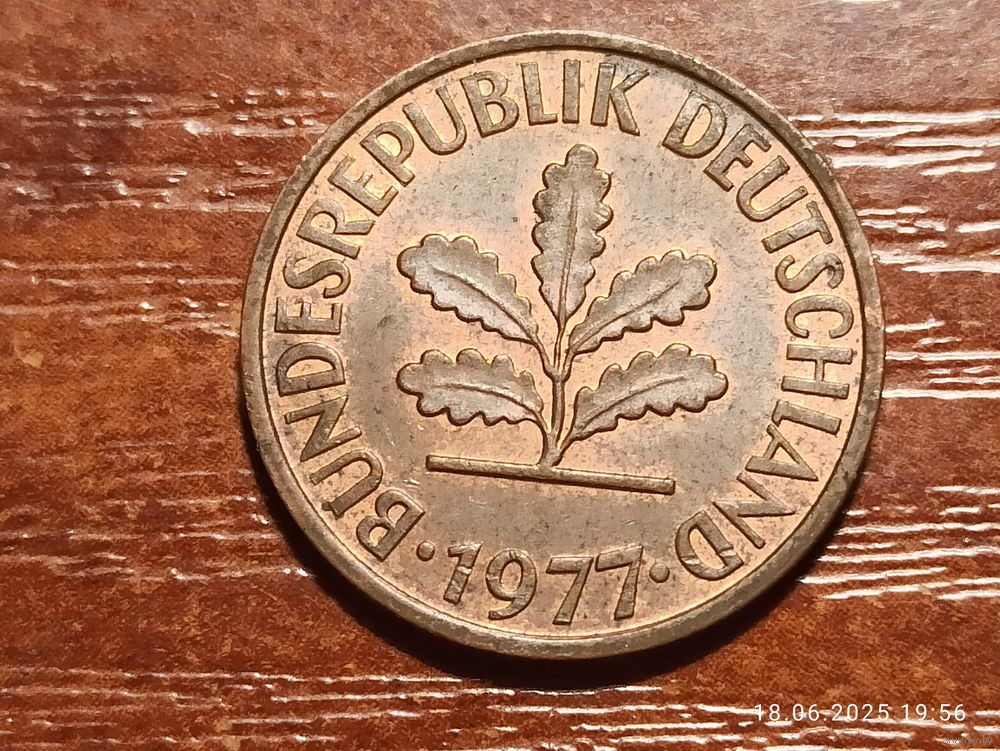 BUNDESREPUBLIK DEUTSCHLAND
· 1977 ·
18.06.2025 19:56